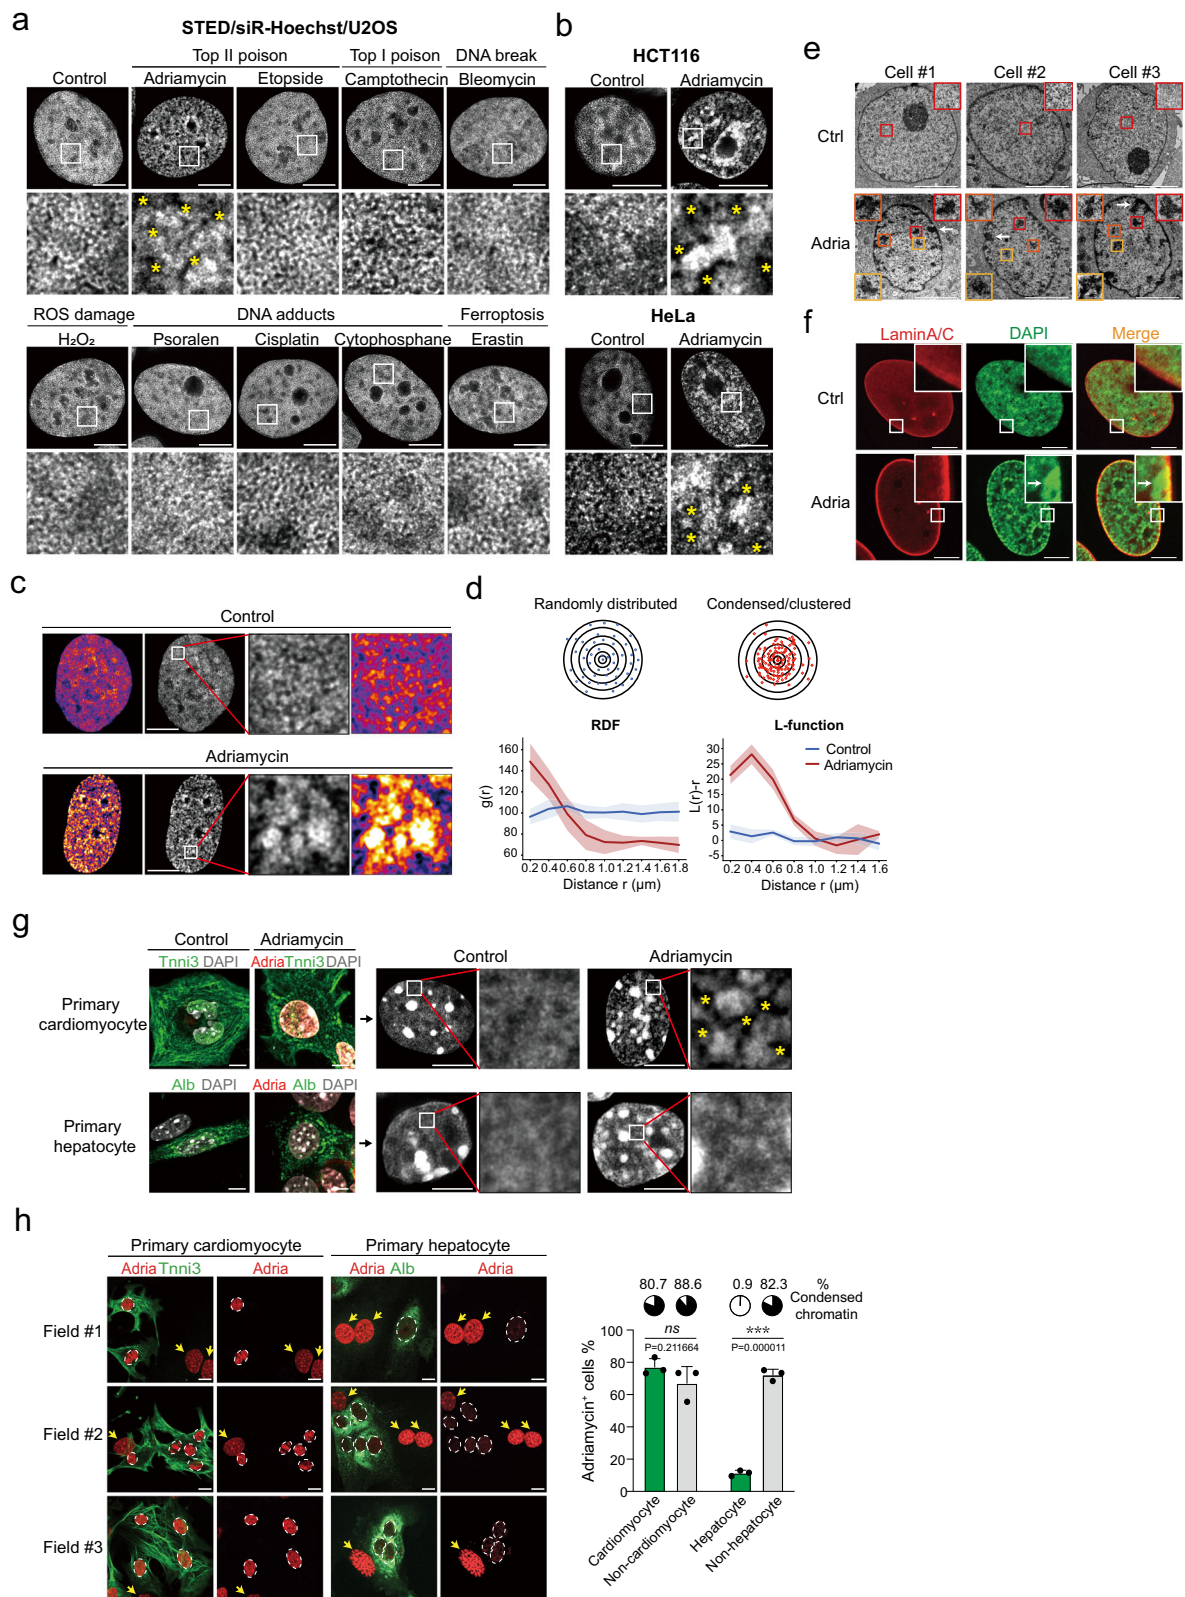 a
STED/siR-Hoechst/U2OS
Top II poison
Top I poison
DNA break
Control
Adriamycin
Etopside
Camptothecin
Bleomycin
*
*
*
*
*
*
ROS damage
DNA adducts
Ferroptosis
H₂O₂
Psoralen
Cisplatin
Cytophosphane
Erastin
b
HCT116
Control
Adriamycin
*
*
*
*
*
HeLa
Control
Adriamycin
*
*
*
*
*
c
Control
Adriamycin
d
Randomly distributed
Condensed/clustered
RDF
g(r)
160
140
120
100
80
60
0.2 0.4 0.6 0.8 1.0 1.2 1.4 1.6 1.8
Distance r (μm)
L-function
Control
Adriamycin
L(r)-r
30
25
20
15
10
5
0
-5
0.2 0.4 0.6 0.8 1.0 1.2 1.4 1.6
Distance r (μm)
e
Cell #1
Cell #2
Cell #3
Ctrl
Adria
f
LaminA/C
DAPI
Merge
Ctrl
Adria
g
Control
Adriamycin
Tnni3 DAPI
Adria Tnni3 DAPI
Control
Adriamycin
Primary
cardiomyocyte
*
*
*
*
*
Alb DAPI
Adria Alb DAPI
Primary
hepatocyte
h
Primary cardiomyocyte
Primary hepatocyte
Adria Tnni3
Adria
Adria Alb
Adria
Field #1
Field #2
Field #3
80.7 88.6 0.9 82.3 %
Condensed
chromatin
ns
***
P=0.211664
P=0.000011
Adriamycin⁺ cells %
100
80
60
40
20
0
Cardiomyocyte
Non-cardiomyocyte
Hepatocyte
Non-hepatocyte